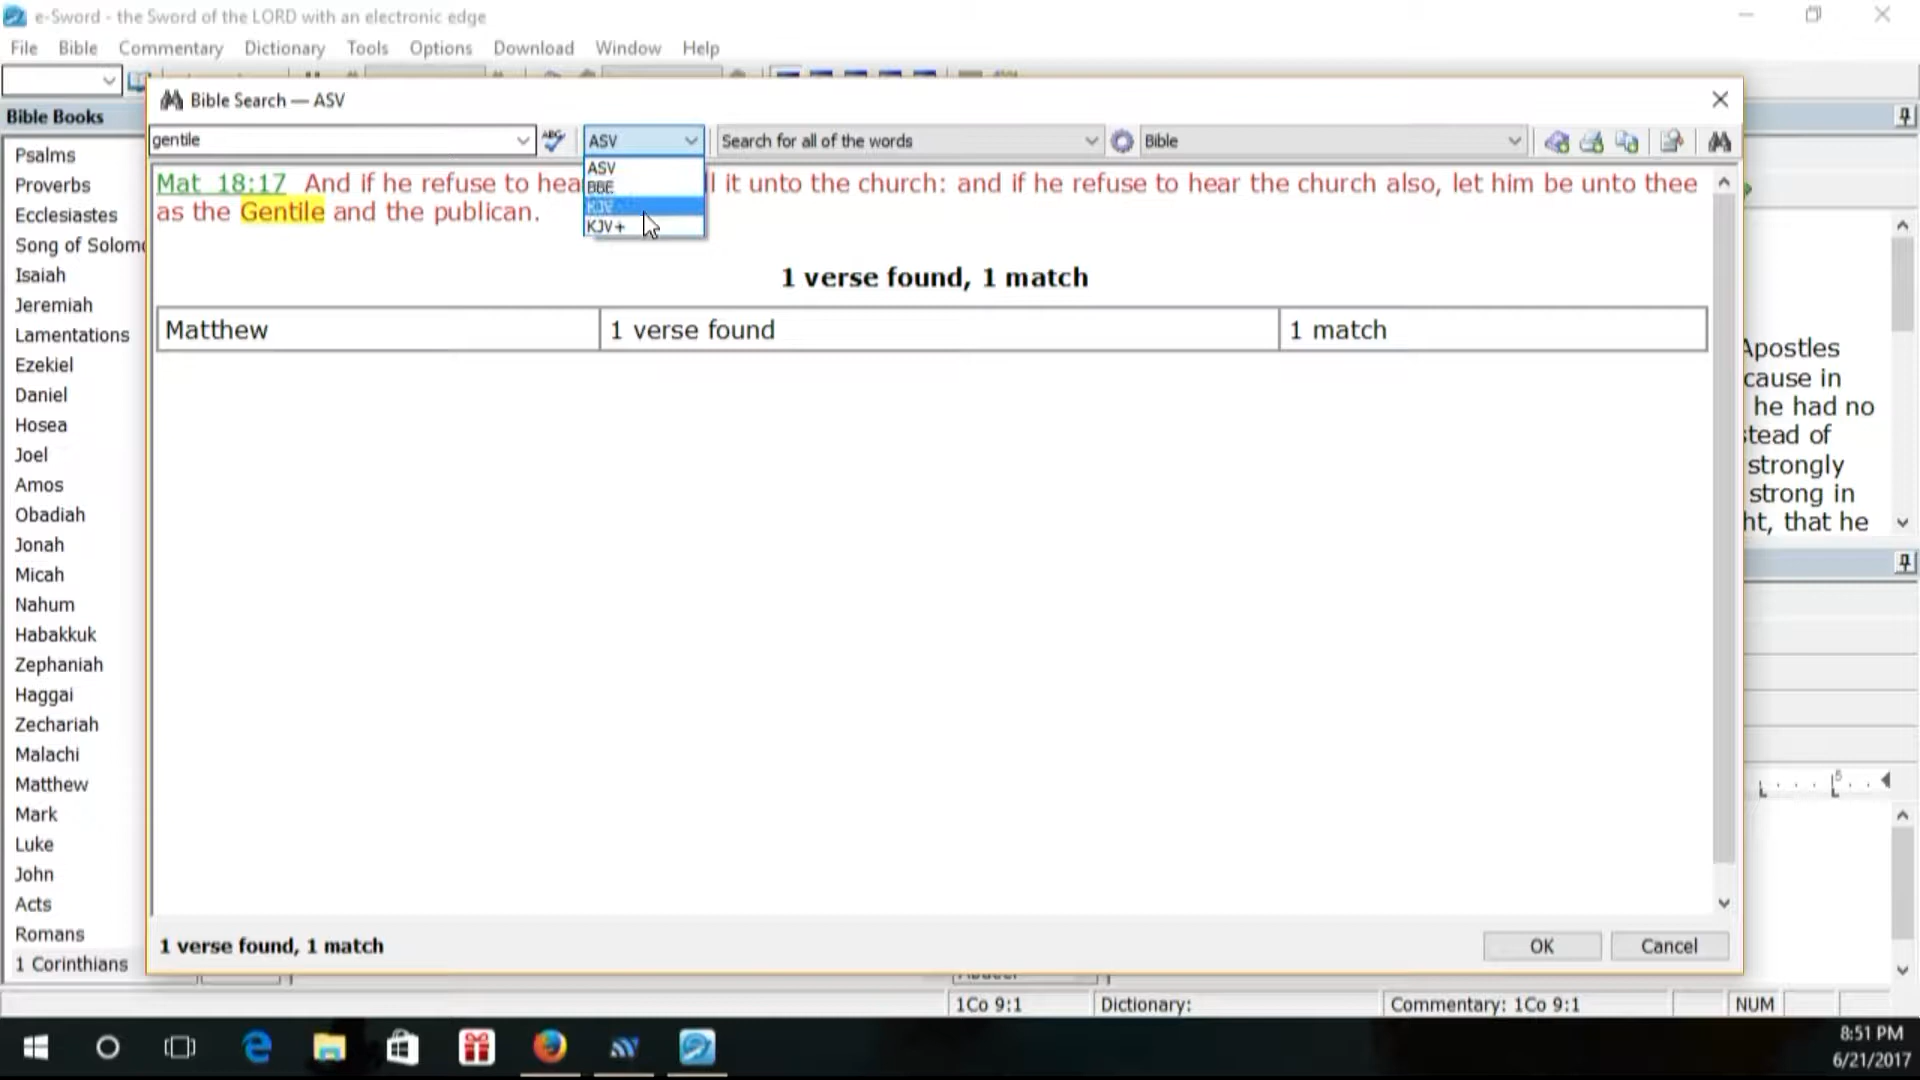 e-Sword - the Sword of the LORD with an electronic edge
File Bible Commentary Dictionary Tools Options Download Window Help
Bible Search — ASV
Bible Books
gentile ASV Search for all of the words Bible
ASV
BBE
KJV
KJV+
Psalms
Proverbs
Ecclesiastes
Song of Solom
Isaiah
Jeremiah
Lamentations
Ezekiel
Daniel
Hosea
Joel
Amos
Obadiah
Jonah
Micah
Nahum
Habakkuk
Zephaniah
Haggai
Zechariah
Malachi
Matthew
Mark
Luke
John
Acts
Romans
1 Corinthians
Mat 18:17 And if he refuse to hea ll it unto the church: and if he refuse to hear the church also, let him be unto thee
as the Gentile and the publican.
1 verse found, 1 match
Matthew 1 verse found 1 match
Apostles
cause in
he had no
stead of
strongly
strong in
ht, that he
1 verse found, 1 match
OK Cancel
1Co 9:1 Dictionary: Commentary: 1Co 9:1 NUM
8:51 PM
6/21/2017